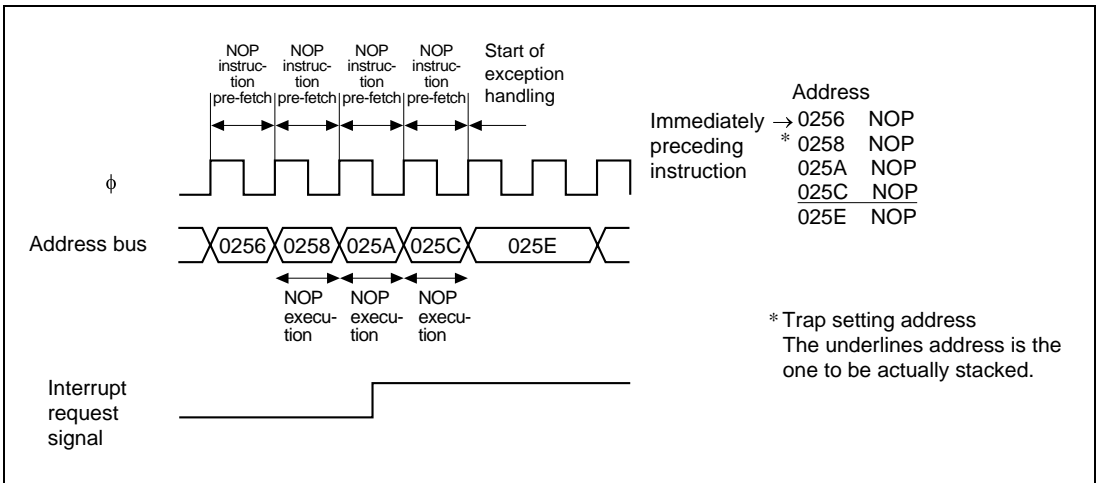 NOP NOP NOP NOP
instruc- instruc- instruc- instruc-
tion tion tion tion
pre-fetch pre-fetch pre-fetch pre-fetch
Start of
exception
handling
ϕ
Address bus
0256 0258 025A 025C 025E
NOP NOP NOP
execu- execu- execu-
tion tion tion
Interrupt
request
signal
Immediately
preceding
instruction
Address
→ 0256 NOP
* 0258 NOP
025A NOP
025C NOP
025E NOP
* Trap setting address
The underlines address is the
one to be actually stacked.